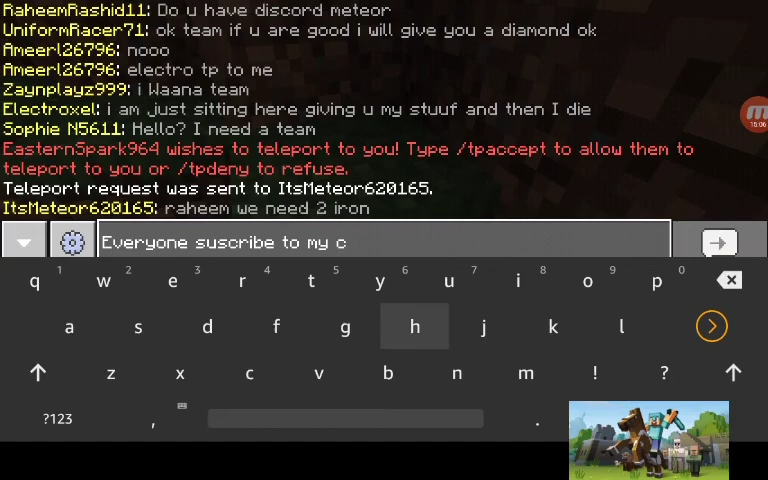 RaheemRashid11: Do u have discord meteor
UniformRacer71: ok team if u are good i will give you a diamond ok
Ameerl26796: nooo
Ameerl26796: electro tp to me
Zaynplayz999: i Waana team
Electroxel: i am just sitting here giving u my stuuf and then I die
Sophie N5611: Hello? I need a team
EasternSpark964 wishes to teleport to you! Type /tpaccept to allow them to
teleport to you or /tpdeny to refuse.
Teleport request was sent to ItsMeteor620165.
ItsMeteor620165: raheem we need 2 iron
15:06
Everyone suscribe to my c
1 2 3 4 5 6 7 8 9 0
q w e r t y u i o p
a s d f g h j k l
z x c v b n m ! ?
?123 , .